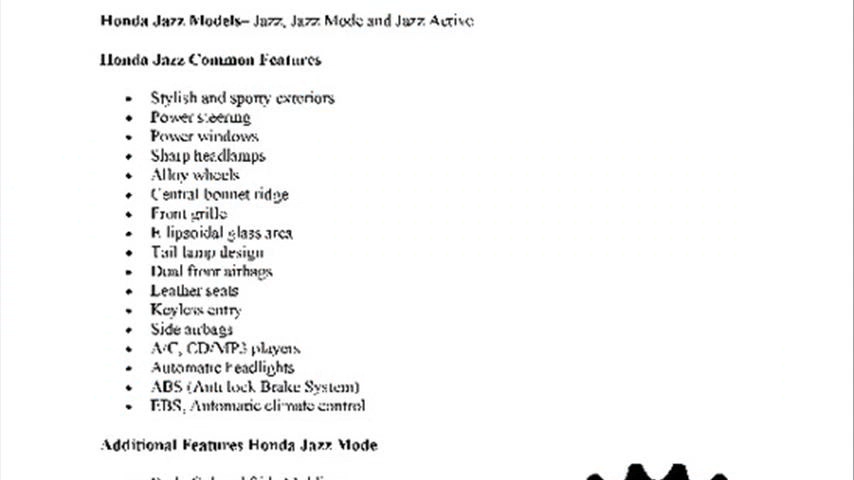 Honda Jazz Models– Jazz, Jazz Mode and Jazz Active
Honda Jazz Common Features
• Stylish and sporty exteriors
• Power steering
• Power windows
• Sharp headlamps
• Alloy wheels
• Central bonnet ridge
• Front grille
• Ellipsoidal glass area
• Tail lamp design
• Dual front airbags
• Leather seats
• Keyless entry
• Side airbags
• A/C, CD/MP3 players
• Automatic headlights
• ABS (Anti lock Brake System)
• EBS, Automatic climate control
Additional Features Honda Jazz Mode